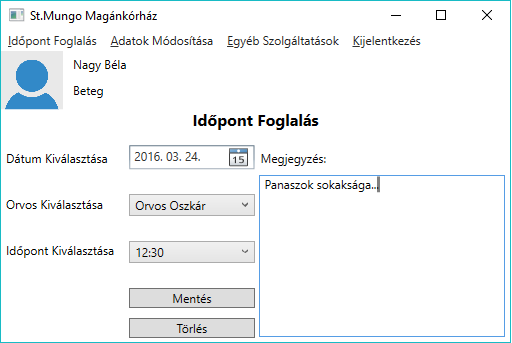 St.Mungo Magánkórház
Időpont Foglalás Adatok Módosítása Egyéb Szolgáltatások Kijelentkezés
Nagy Béla
Beteg
Időpont Foglalás
Dátum Kiválasztása 2016. 03. 24. 15 Megjegyzés:
Panaszok sokaksága...
Orvos Kiválasztása Orvos Oszkár
Időpont Kiválasztása 12:30
Mentés
Törlés